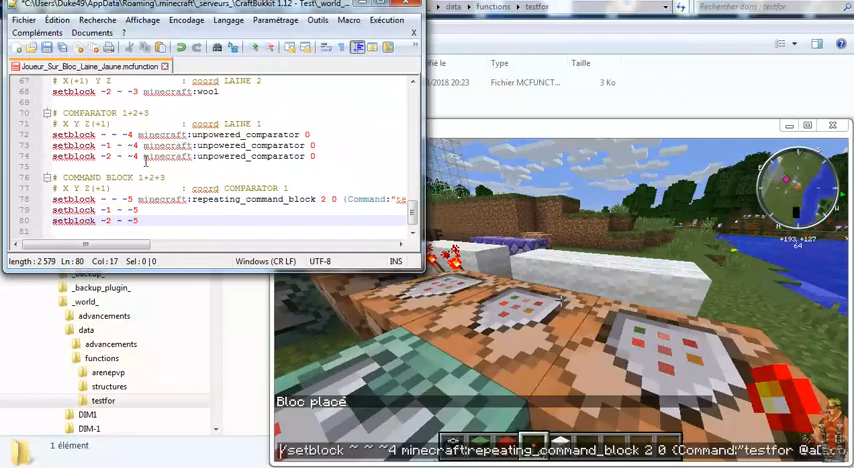 *C:\Users\Duke49\AppData\Roaming\.minecraft\_serveurs_\CraftBukkit 1.12 - Test\_world_...
Fichier Édition Recherche Affichage Encodage Langage Paramétrage Outils Macro Exécution
Compléments Documents ? X
Joueur_Sur_Bloc_Laine_Jaune.mcfunction
67 # X(+1) Y Z : coord LAINE 2
68 setblock ~2 ~ ~3 minecraft:wool
69
70 # COMPARATOR 1+2+3
71 # X Y Z(+1) : coord LAINE 1
72 setblock ~ ~ ~4 minecraft:unpowered_comparator 0
73 setblock ~1 ~ ~4 minecraft:unpowered_comparator 0
74 setblock ~2 ~ ~4 minecraft:unpowered_comparator 0
75
76 # COMMAND BLOCK 1+2+3
77 # X Y Z(+1) : coord COMPARATOR 1
78 setblock ~ ~ ~5 minecraft:repeating_command_block 2 0 {Command:"te
79 setblock ~1 ~ ~5
80 setblock ~2 ~ ~5
81
length : 2 579 line Ln : 80 Col : 17 Sel : 0 | 0 Windows (CR LF) UTF-8 INS
data functions testfor
Rechercher dans : testfor
Type Taille
/2018 20:23 Fichier MCFUNCT... 3 Ko
_backup_
_backup_plugin_
_world_
advancements
data
advancements
functions
arenepvp
structures
testfor
DIM1
DIM-1
1 élément
+193, +127
64
Bloc placé
/setblock ~ ~ ~4 minecraft:repeating_command_block 2 0 {Command:"testfor @a[